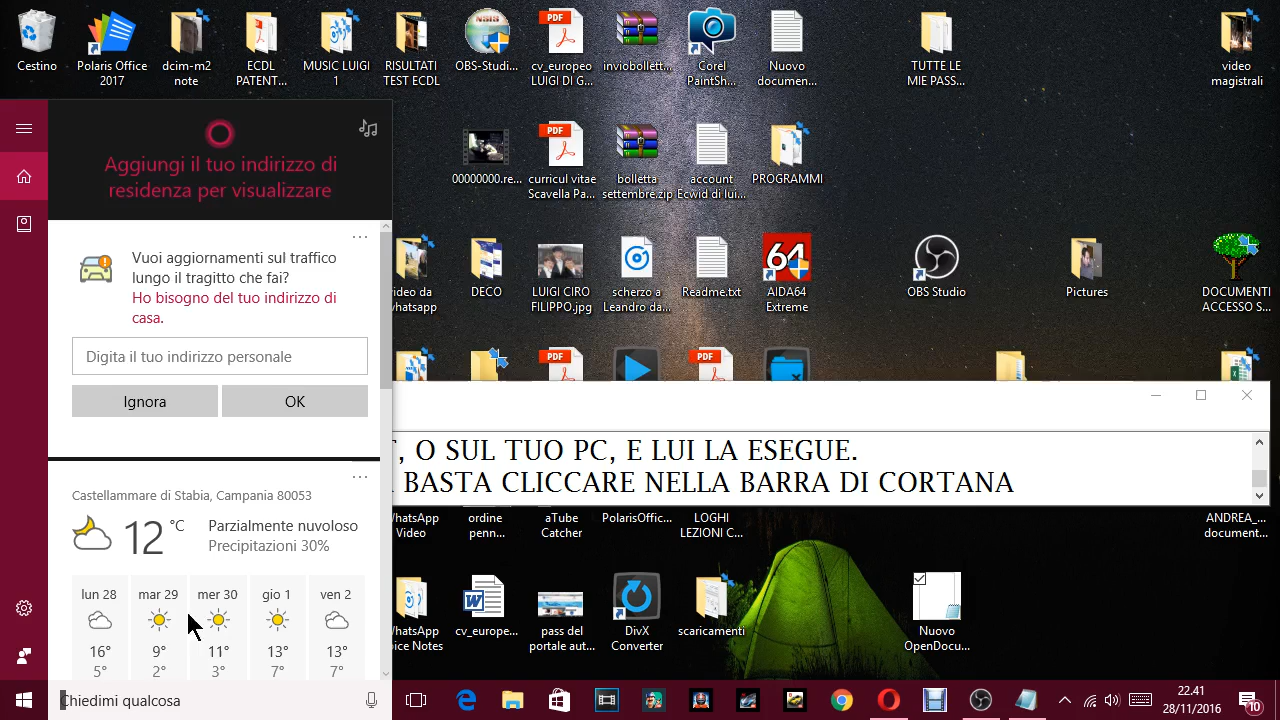 Cestino
Polaris Office
2017
dcim-m2
note
ECDL
PATENT...
MUSIC LUIGI
1
RISULTATI
TEST ECDL
NSIS
OBS-Studi...
PDF
cv_europeo
LUIGI DI G...
inviobollett...
Corel
PaintSh...
Nuovo
documen...
TUTTE LE
MIE PASS...
video
magistrali
Aggiungi il tuo indirizzo di
residenza per visualizzare
00000000.re...
PDF
curricul vitae
Scavella Pa...
bolletta
settembre.zip
account
Ecwid di lui...
PROGRAMMI
...
Vuoi aggiornamenti sul traffico
lungo il tragitto che fai?
Ho bisogno del tuo indirizzo di
casa.
Digita il tuo indirizzo personale
Ignora
OK
video da
whatsapp
DECO
LUIGI CIRO
FILIPPO.jpg
scherzo a
Leandro da...
Readme.txt
64
AIDA64
Extreme
OBS Studio
Pictures
DOCUMENTI
ACCESSO S...
PDF
PDF
, O SUL TUO PC, E LUI LA ESEGUE.
BASTA CLICCARE NELLA BARRA DI CORTANA
...
Castellammare di Stabia, Campania 80053
12 °C
Parzialmente nuvoloso
Precipitazioni 30%
lun 28
mar 29
mer 30
gio 1
ven 2
16°
9°
11°
13°
13°
5°
2°
3°
7°
7°
WhatsApp
Video
ordine
penn...
aTube
Catcher
PolarisOffic...
LOGHI
LEZIONI C...
ANDREA_...
document...
WhatsApp
Voice Notes
cv_europe...
pass del
portale aut...
DivX
Converter
scaricamenti
Nuovo
OpenDocu...
Chiedimi qualcosa
22.41
28/11/2016
10